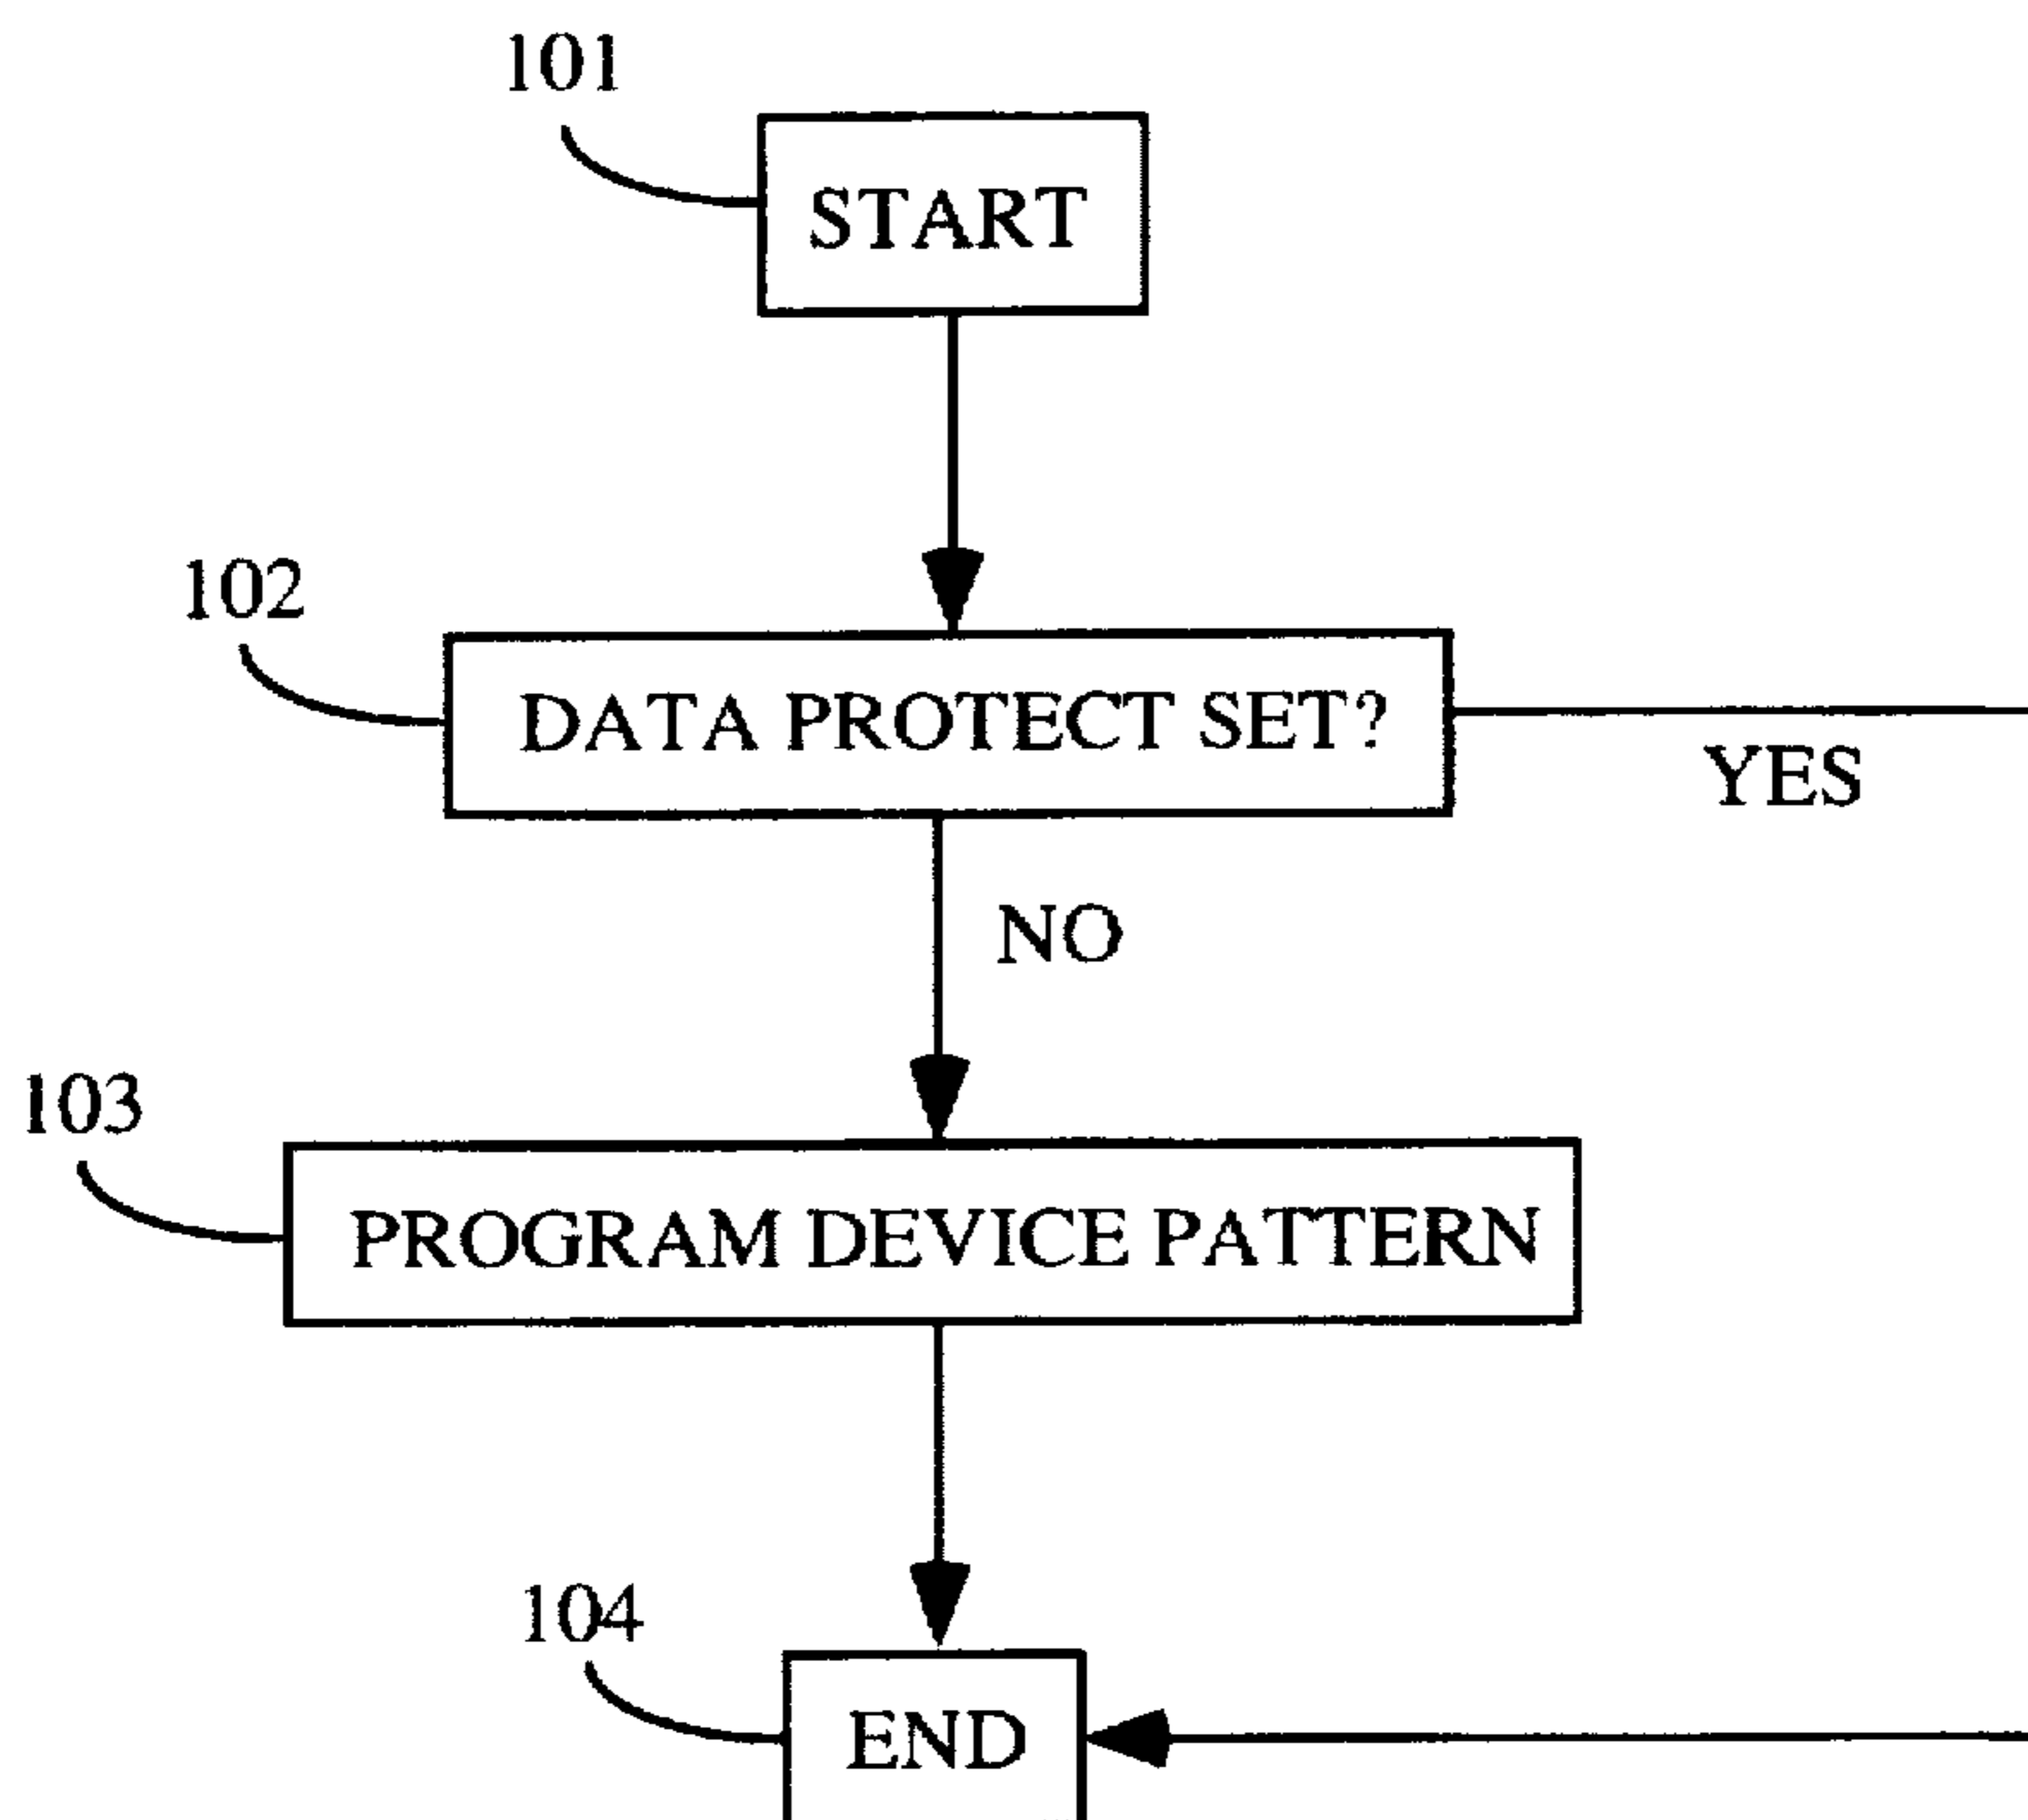 101
START
102
DATA PROTECT SET?
YES
NO
103
PROGRAM DEVICE PATTERN
104
END